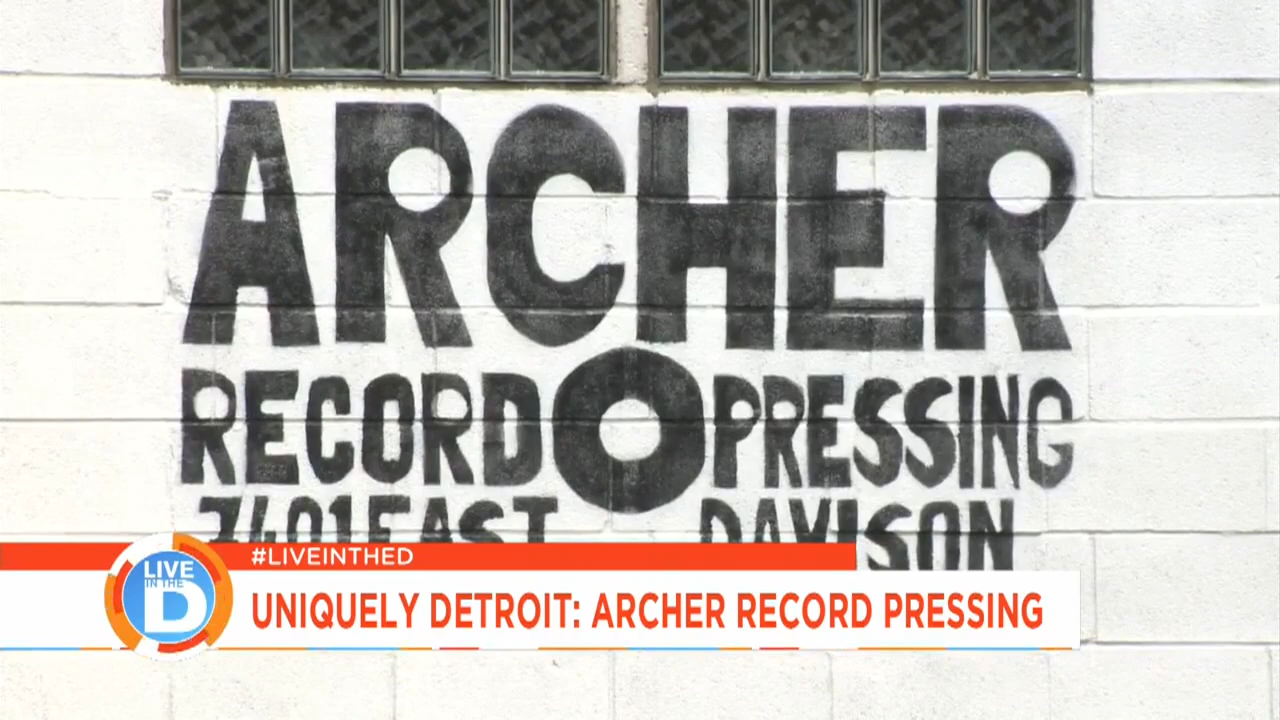 ARCHER
RECORD PRESSING
7401 EAST DAVISON
#LIVEINTHED
LIVE
IN THE
D
UNIQUELY DETROIT: ARCHER RECORD PRESSING